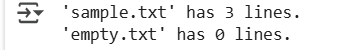 'sample.txt' has 3 lines.
'empty.txt' has 0 lines.